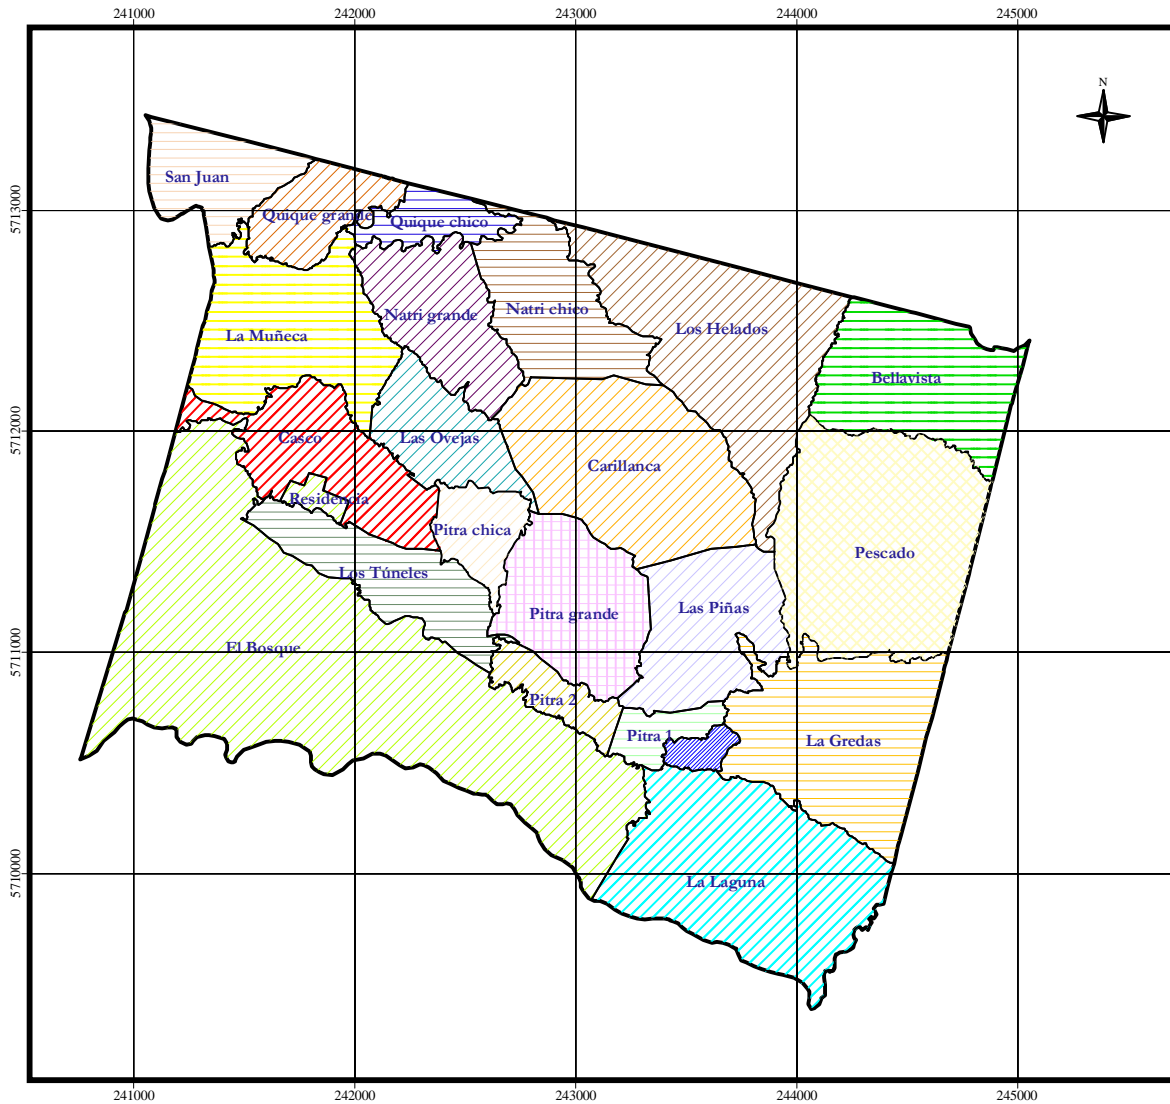 241000 242000 243000 244000 245000
N
San Juan
5713000
Quique grande
Quique chico
Natri chico
Natri grande
Los Helados
La Muñeca
Bellavista
5712000
Casco
Las Ovejas
Carillanca
Residencia
Pitra chica
Pescado
Los Túneles
Las Piñas
Pitra grande
5711000
El Bosque
Pitra 2
Pitra 1
La Gredas
5710000
La Laguna
241000 242000 243000 244000 245000